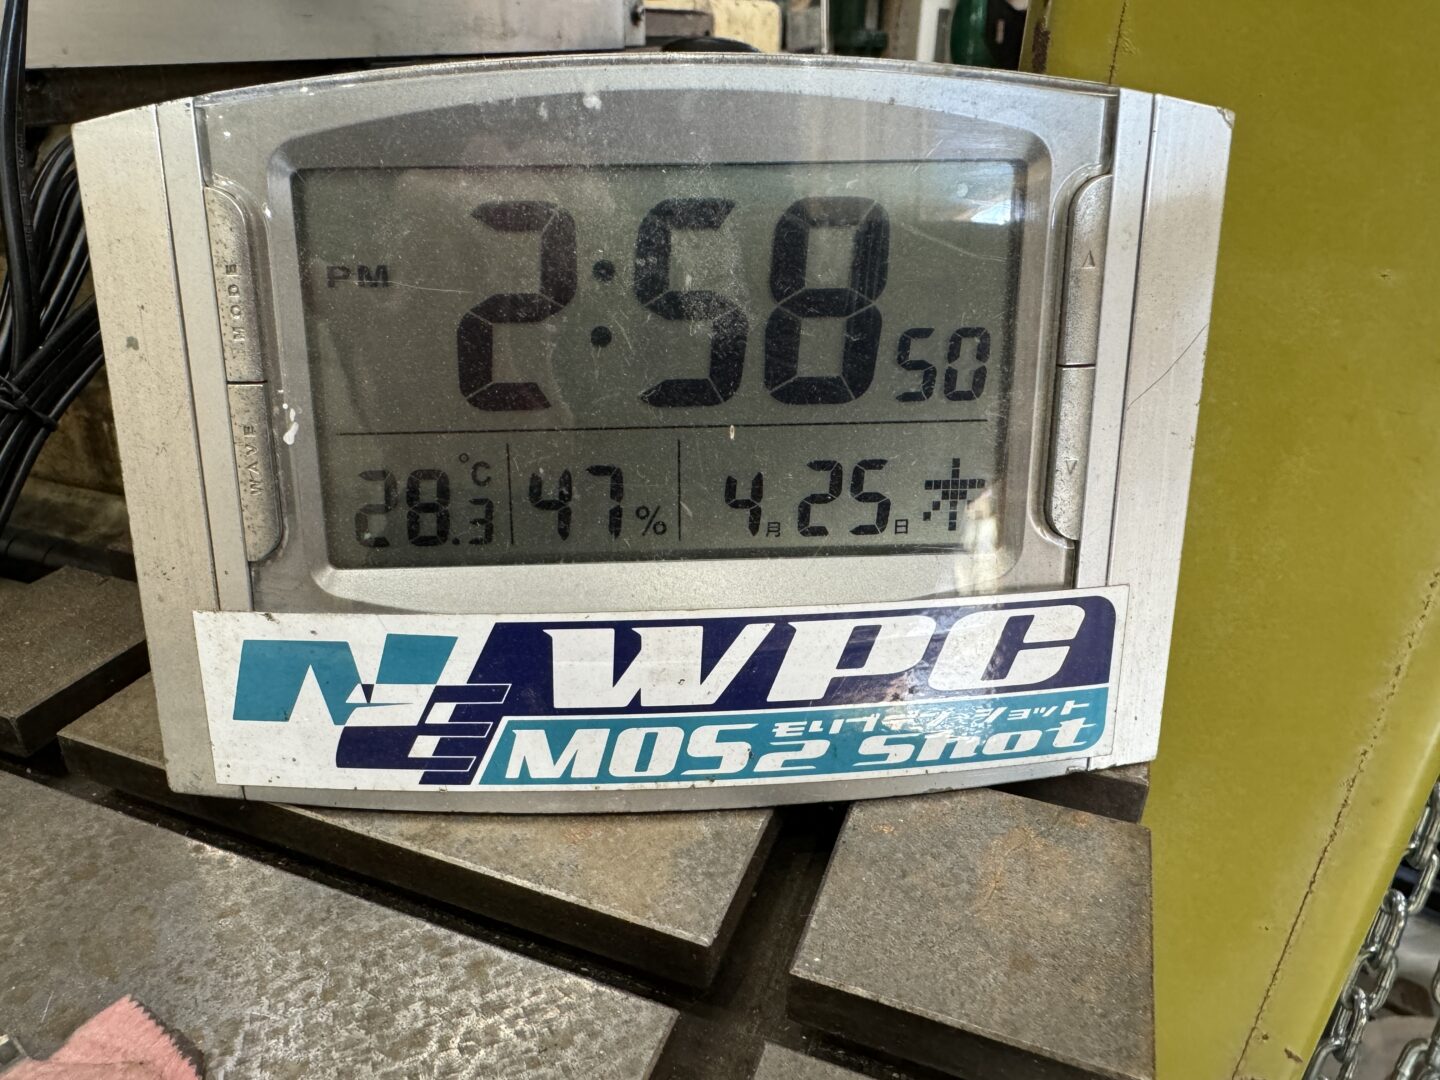 MODE
WAVE
PM 2:58 50
28.3 °C 47% 4月 25日 木
∧
∨
NE WPC
モリブデンショット
MOS2 Shot